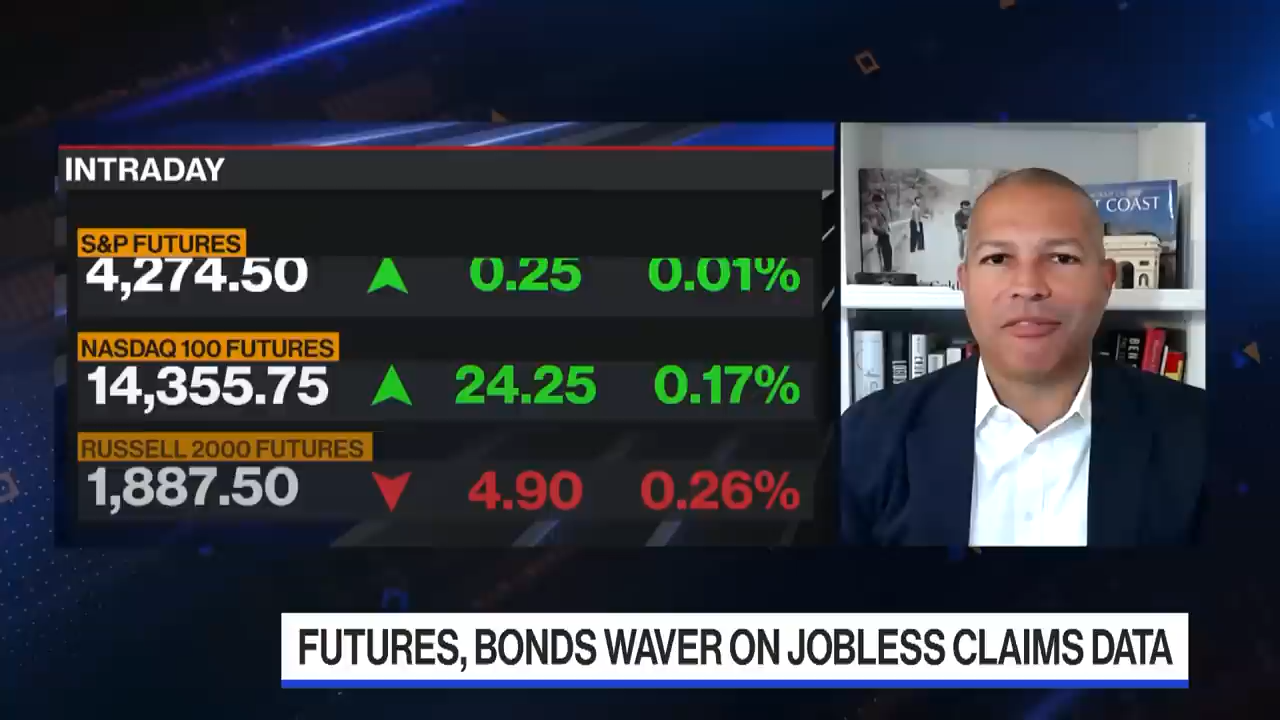 INTRADAY
S&P FUTURES
4,274.50 0.25 0.01%
NASDAQ 100 FUTURES
14,355.75 24.25 0.17%
RUSSELL 2000 FUTURES
1,887.50 4.90 0.26%
COAST
FUTURES, BONDS WAVER ON JOBLESS CLAIMS DATA